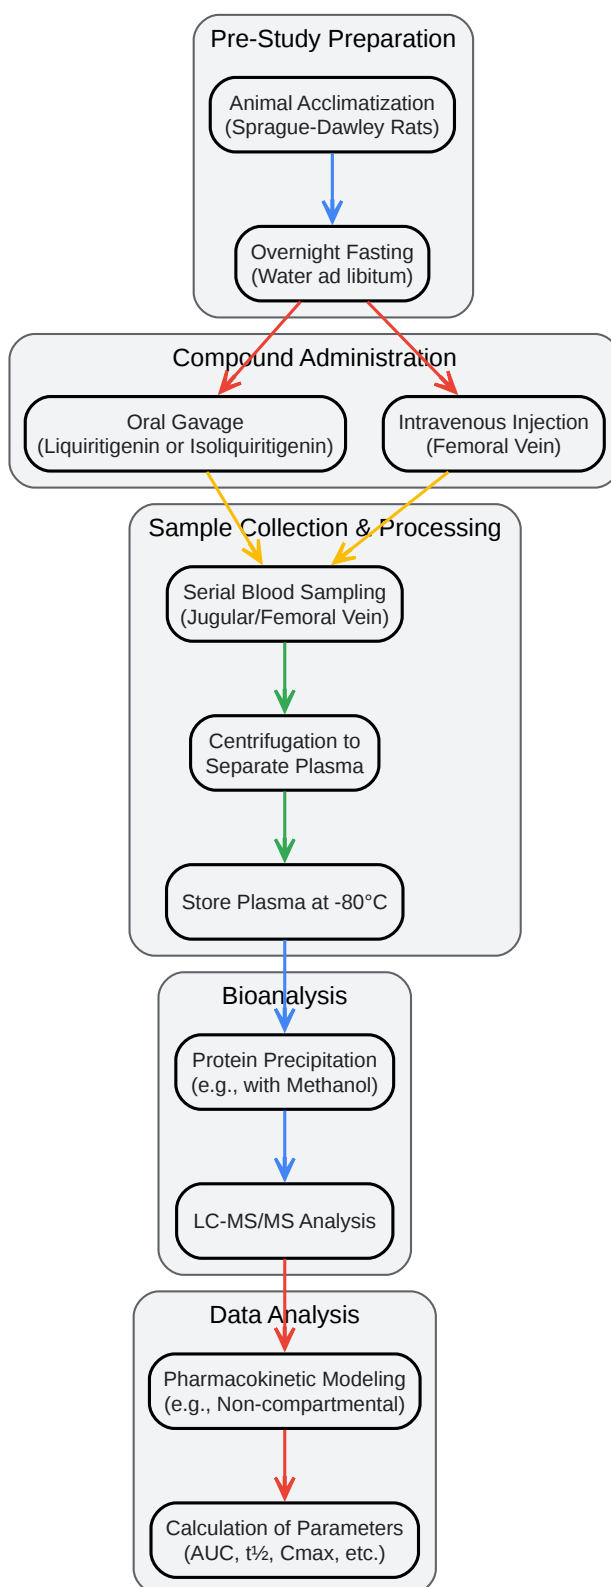 Pre-Study Preparation
Animal Acclimatization
(Sprague-Dawley Rats)
Overnight Fasting
(Water ad libitum)
Compound Administration
Oral Gavage
(Liquiritigenin or Isoliquiritigenin)
Intravenous Injection
(Femoral Vein)
Sample Collection & Processing
Serial Blood Sampling
(Jugular/Femoral Vein)
Centrifugation to
Separate Plasma
Store Plasma at -80°C
Bioanalysis
Protein Precipitation
(e.g., with Methanol)
LC-MS/MS Analysis
Data Analysis
Pharmacokinetic Modeling
(e.g., Non-compartmental)
Calculation of Parameters
(AUC, t½, Cmax, etc.)